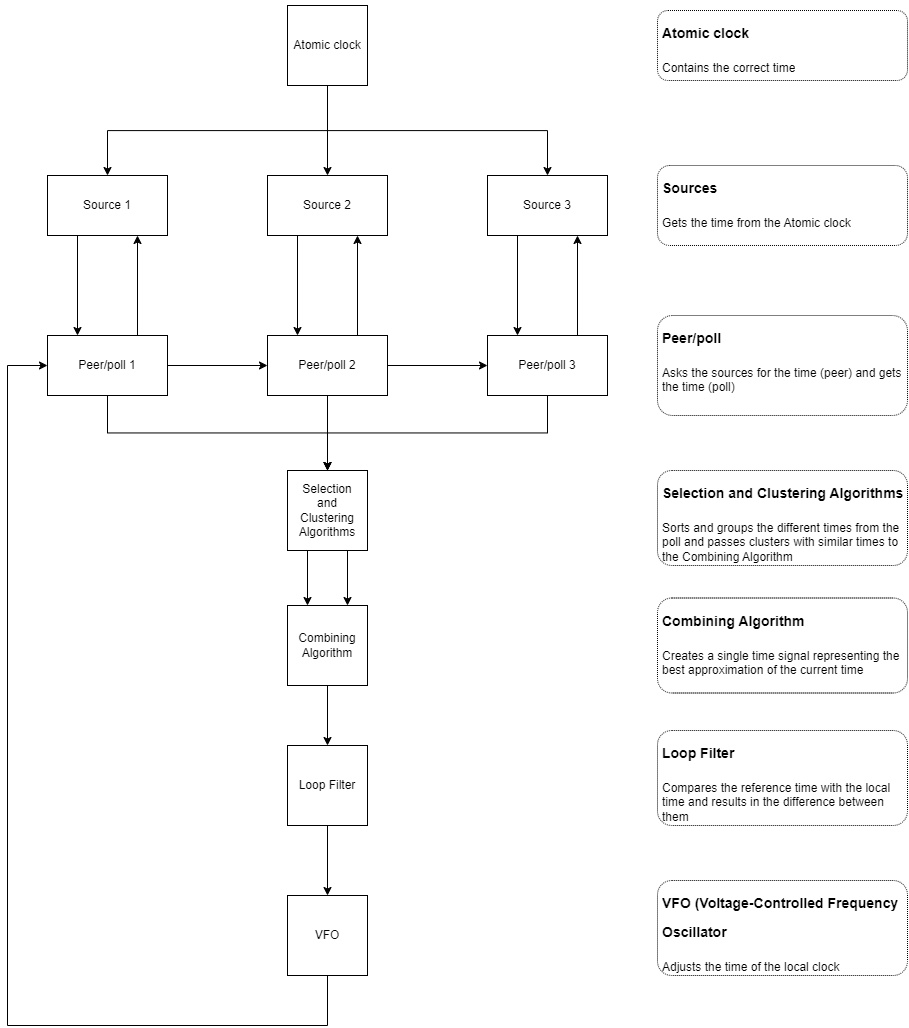 Atomic clock
Atomic clock
Contains the correct time
Source 1
Source 2
Source 3
Sources
Gets the time from the Atomic clock
Peer/poll 1
Peer/poll 2
Peer/poll 3
Peer/poll
Asks the sources for the time (peer) and gets
the time (poll)
Selection
and
Clustering
Algorithms
Selection and Clustering Algorithms
Sorts and groups the different times from the
poll and passes clusters with similar times to
the Combining Algorithm
Combining
Algorithm
Combining Algorithm
Creates a single time signal representing the
best approximation of the current time
Loop Filter
Loop Filter
Compares the reference time with the local
time and results in the difference between
them
VFO
VFO (Voltage-Controlled Frequency
Oscillator
Adjusts the time of the local clock